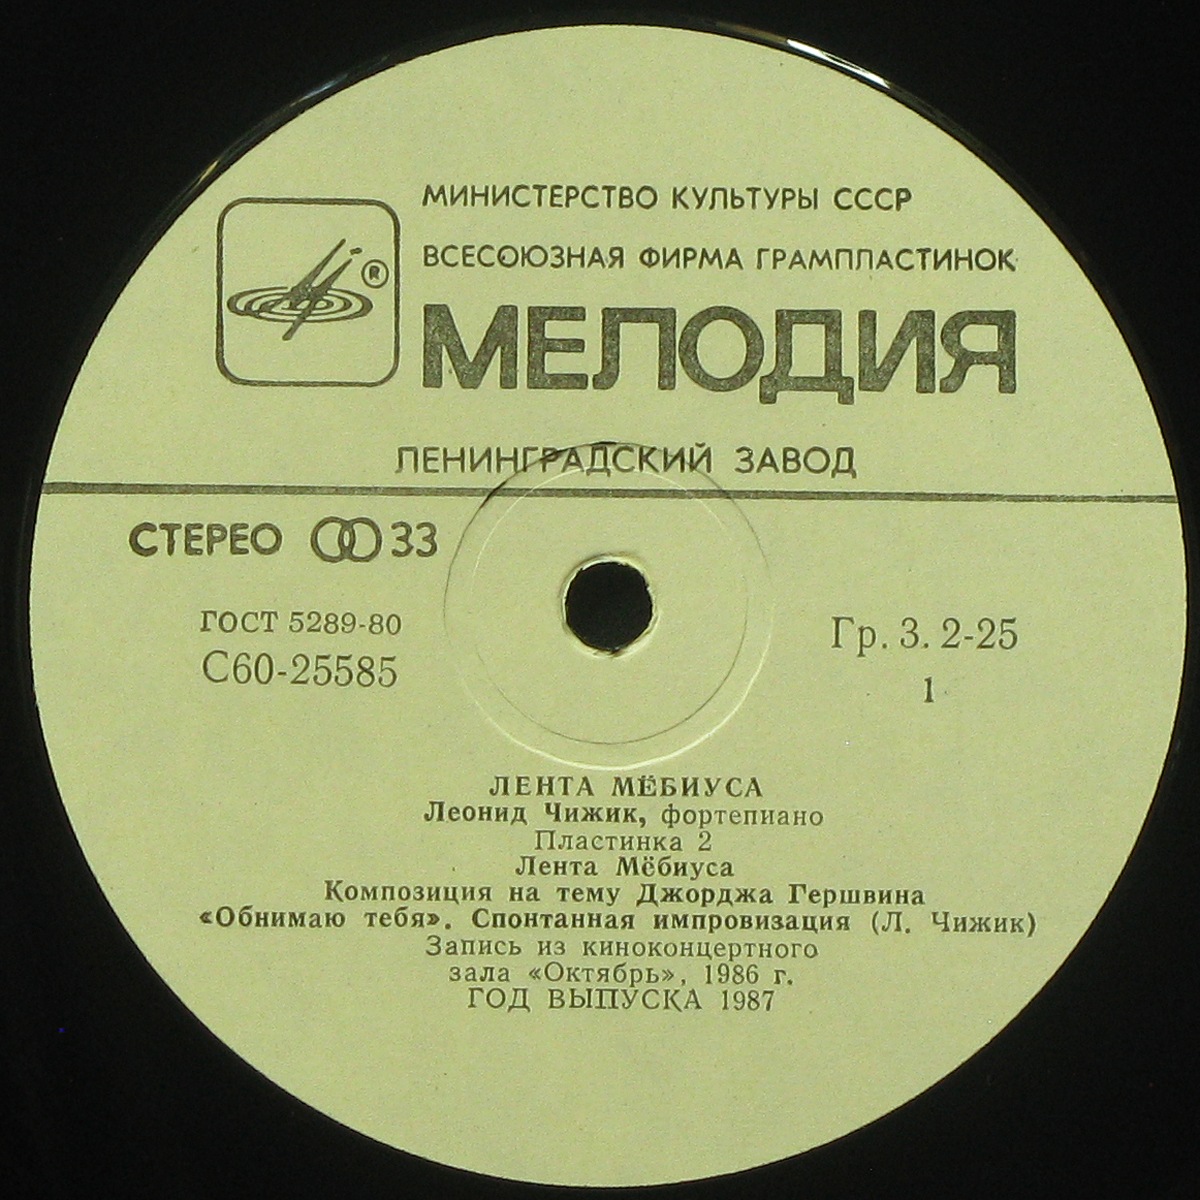 МИНИСТЕРСТВО КУЛЬТУРЫ СССР
ВСЕСОЮЗНАЯ ФИРМА ГРАМПЛАСТИНОК
®
МЕЛОДИЯ
ЛЕНИНГРАДСКИЙ ЗАВОД
СТЕРЕО 33
ГОСТ 5289-80
С60-25585
Гр. 3. 2-25
1
ЛЕНТА МЁБИУСА
Леонид Чижик, фортепиано
Пластинка 2
Лента Мёбиуса
Композиция на тему Джорджа Гершвина
«Обнимаю тебя». Спонтанная импровизация (Л. Чижик)
Запись из киноконцертного
зала «Октябрь», 1986 г.
ГОД ВЫПУСКА 1987